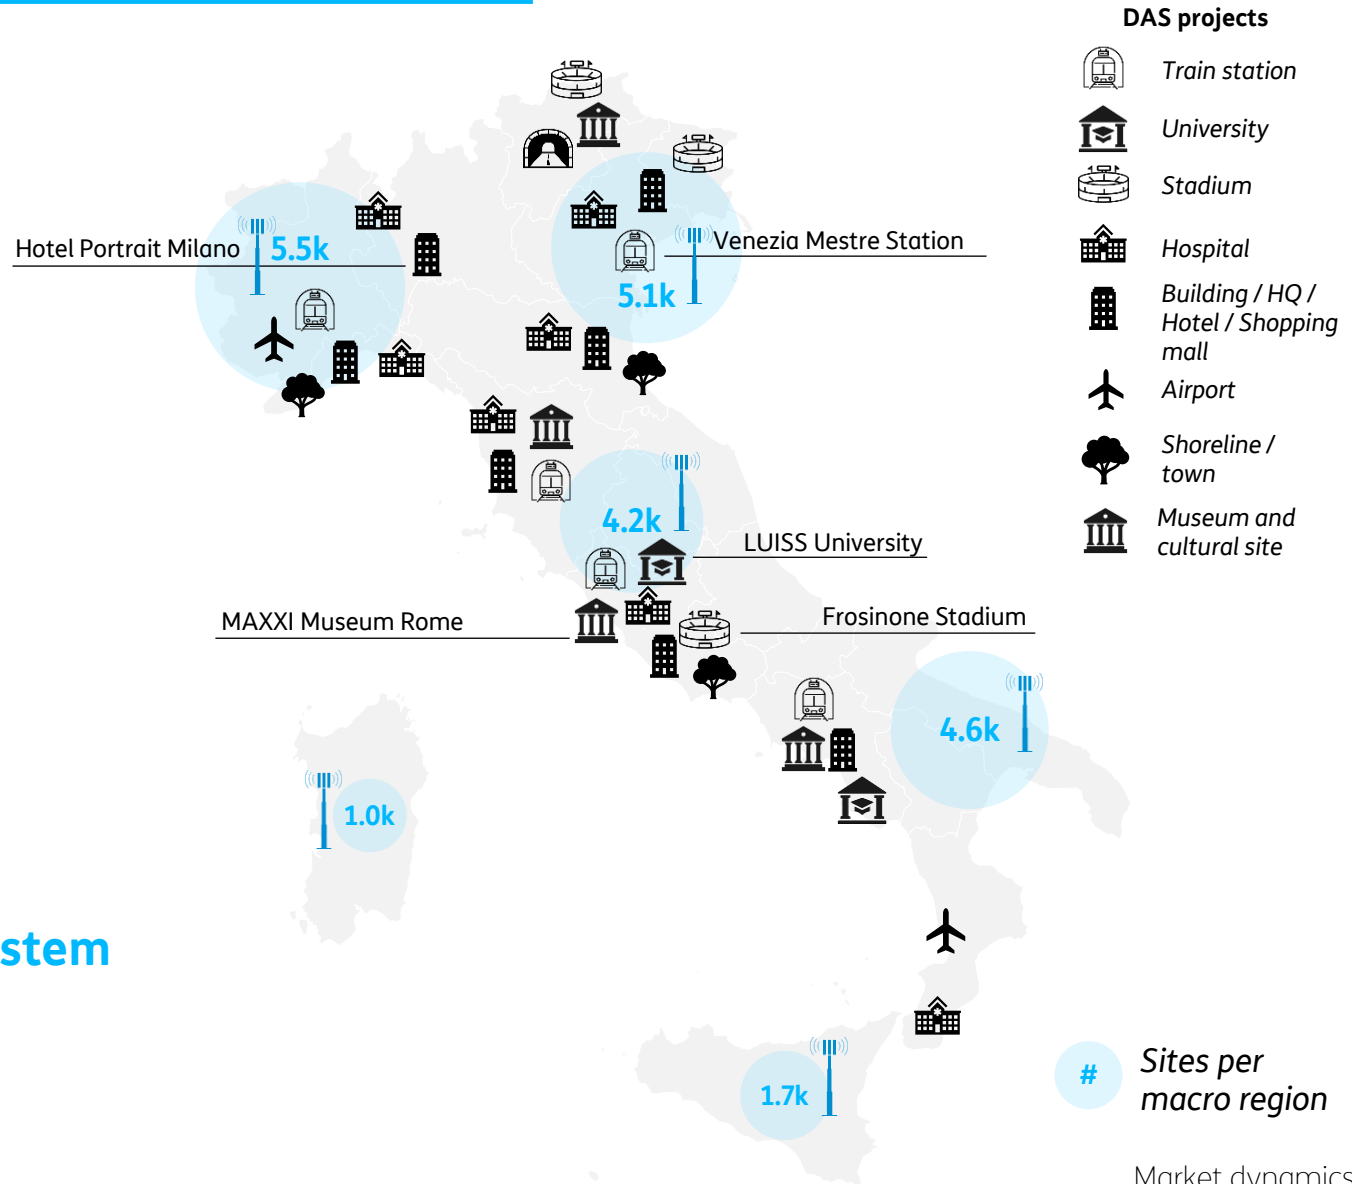 DAS projects
Train station
University
Stadium
Hospital
Building / HQ /
Hotel / Shopping
mall
Airport
Shoreline /
town
Museum and
cultural site
Hotel Portrait Milano
5.5k
Venezia Mestre Station
5.1k
4.2k
LUISS University
MAXXI Museum Rome
Frosinone Stadium
4.6k
1.0k
stem
1.7k
#
Sites per
macro region
Market dynamics